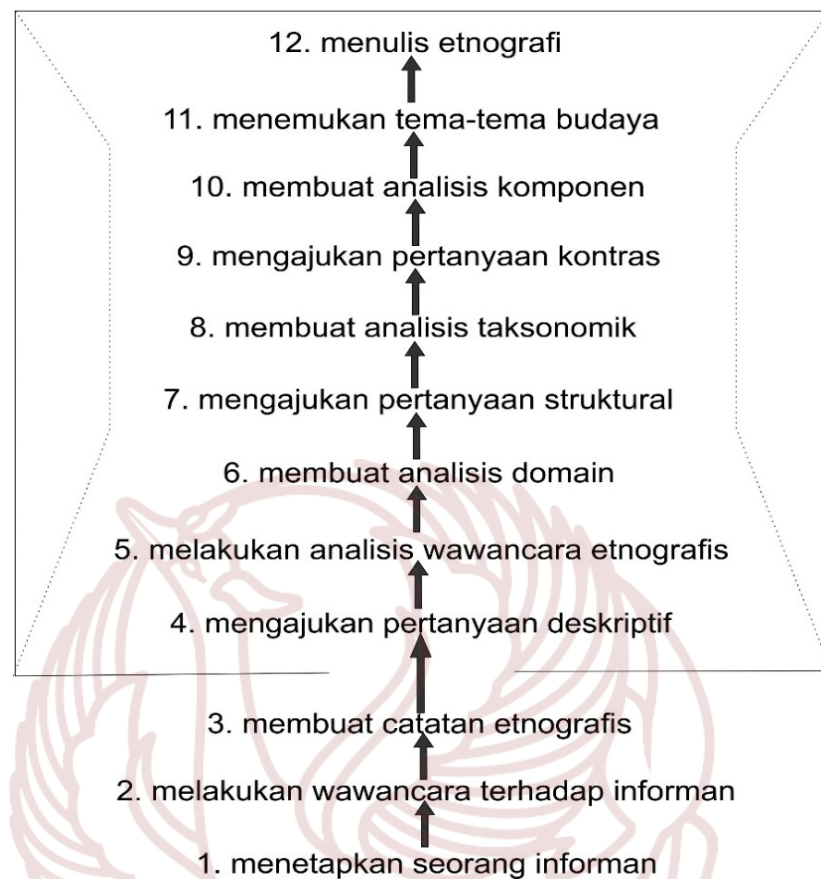 12. menulis etnografi
11. menemukan tema-tema budaya
10. membuat analisis komponen
9. mengajukan pertanyaan kontras
8. membuat analisis taksonomik
7. mengajukan pertanyaan struktural
6. membuat analisis domain
5. melakukan analisis wawancara etnografis
4. mengajukan pertanyaan deskriptif
3. membuat catatan etnografis
2. melakukan wawancara terhadap informan
1. menetapkan seorang informan